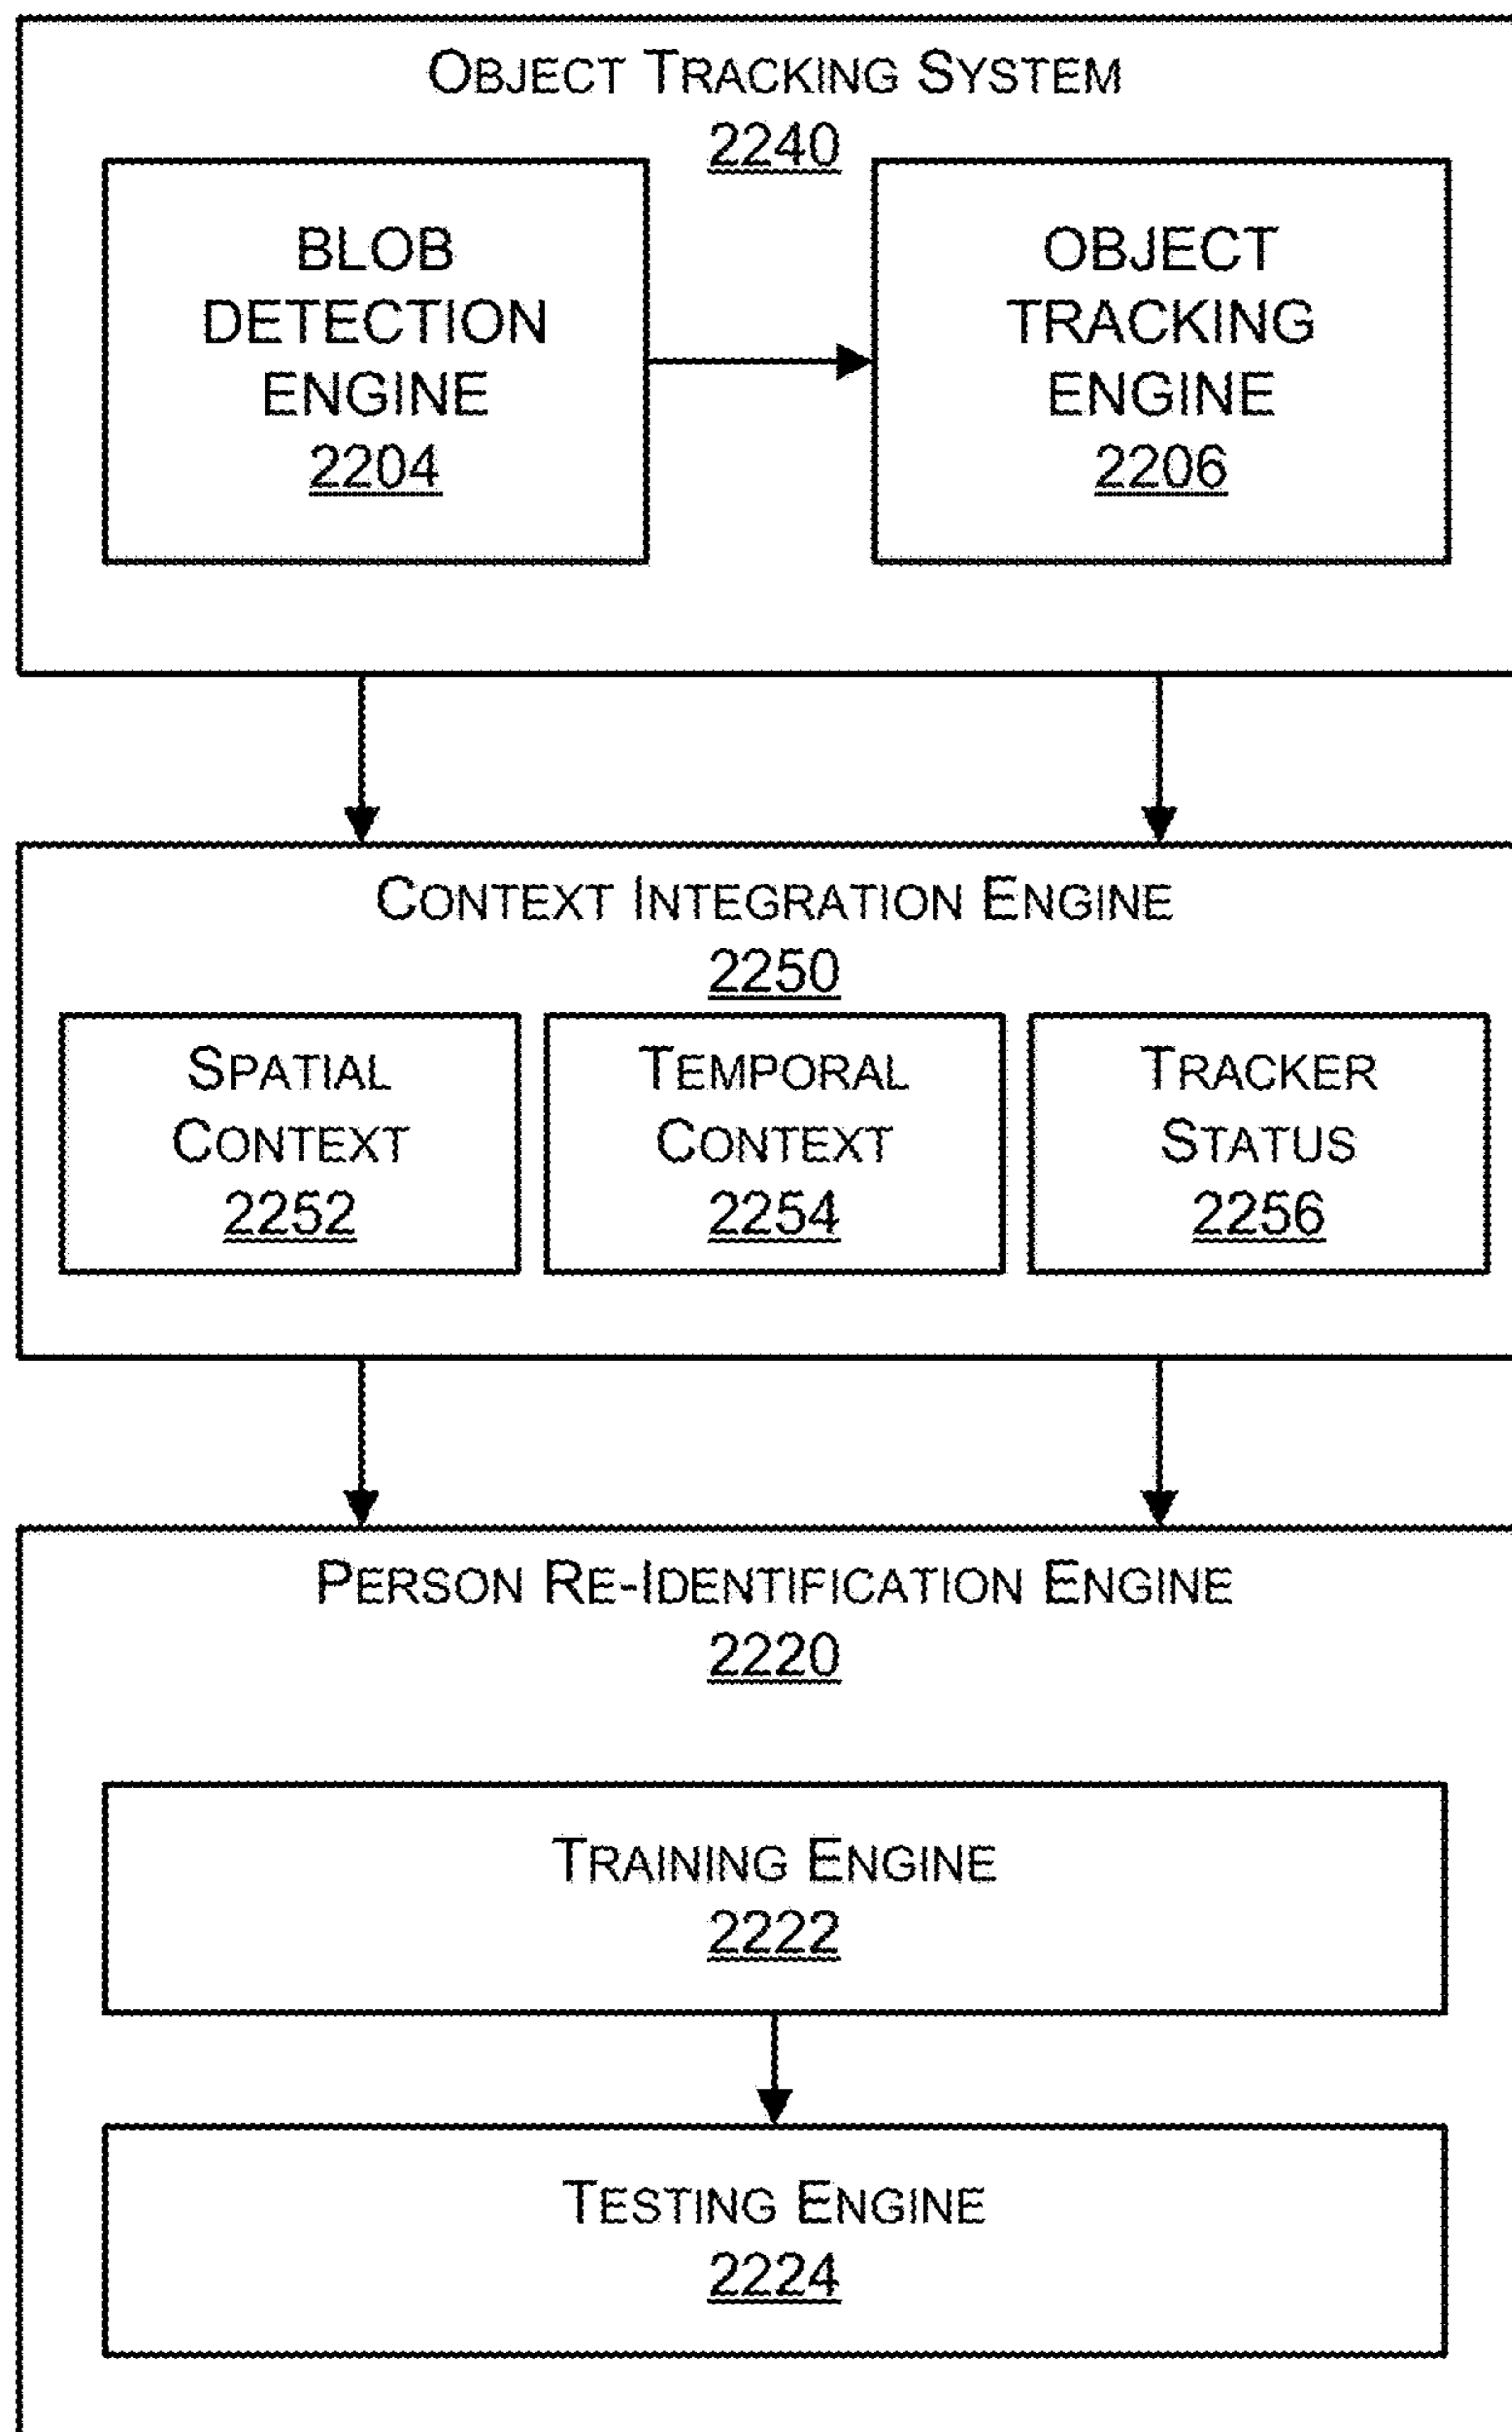 OBJECT TRACKING SYSTEM
2240
BLOB
DETECTION
ENGINE
2204
OBJECT
TRACKING
ENGINE
2206
CONTEXT INTEGRATION ENGINE
2250
SPATIAL
CONTEXT
2252
TEMPORAL
CONTEXT
2254
TRACKER
STATUS
2256
PERSON RE-IDENTIFICATION ENGINE
2220
TRAINING ENGINE
2222
TESTING ENGINE
2224